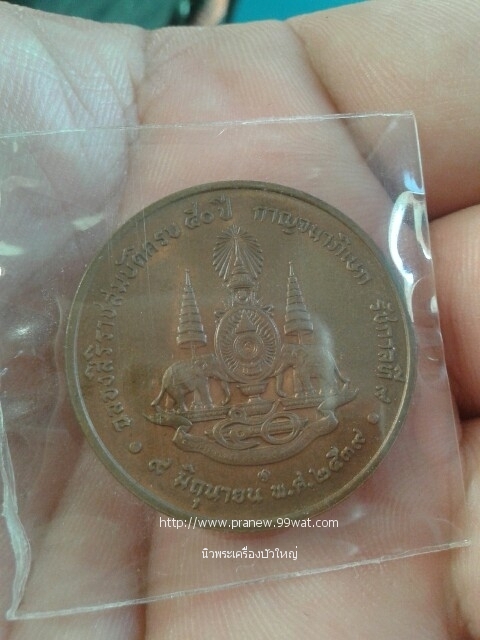 ฉลองสิริราชสมบัติครบ ๕๐ ปี กาญจนาภิเษก รัชกาลที่ ๙
๙ มิถุนายน พ.ศ. ๒๕๓๙
http://www.pranew.99wat.com
นิวพระเครื่องบัวใหญ่